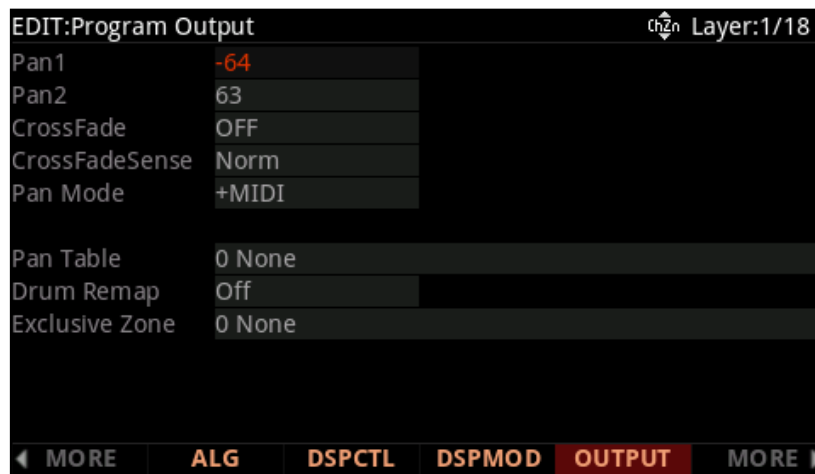 EDIT:Program Output ChZn Layer:1/18
Pan1 -64
Pan2 63
CrossFade OFF
CrossFadeSense Norm
Pan Mode +MIDI
Pan Table 0 None
Drum Remap Off
Exclusive Zone 0 None
MORE ALG DSPCTL DSPMOD OUTPUT MORE